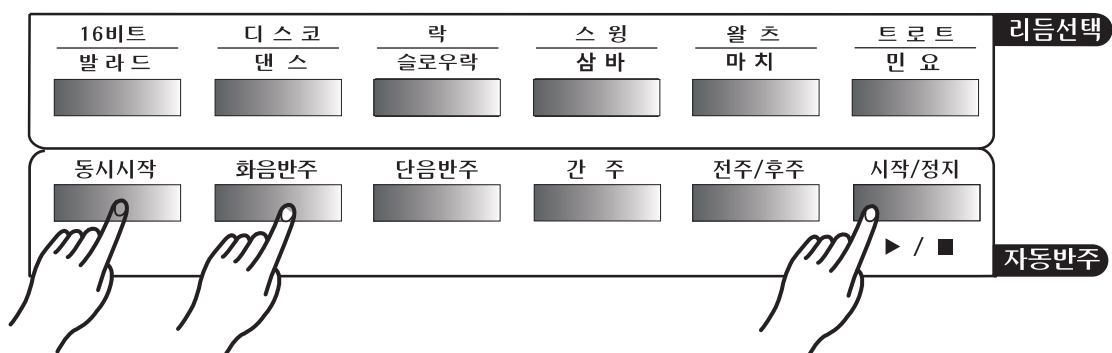 16비트 디스코 락 스윙 왈츠 트로트 리듬선택
발라드 댄스 슬로우락 삼바 마치 민요
동시시작 화음반주 단음반주 간주 전주/후주 시작/정지
▶ / ■
자동반주